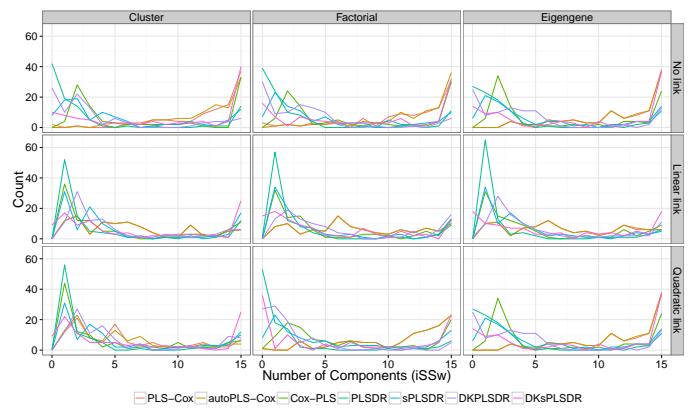 Cluster Factorial Eigengene
60
40
20
0
No link
60
40
20
0
Linear link
60
40
20
0
Quadratic link
Count
0 5 10 15 0 5 10 15 0 5 10 15
Number of Components (iSSw)
PLS−Cox autoPLS−Cox Cox−PLS PLSDR sPLSDR DKPLSDR DKsPLSDR